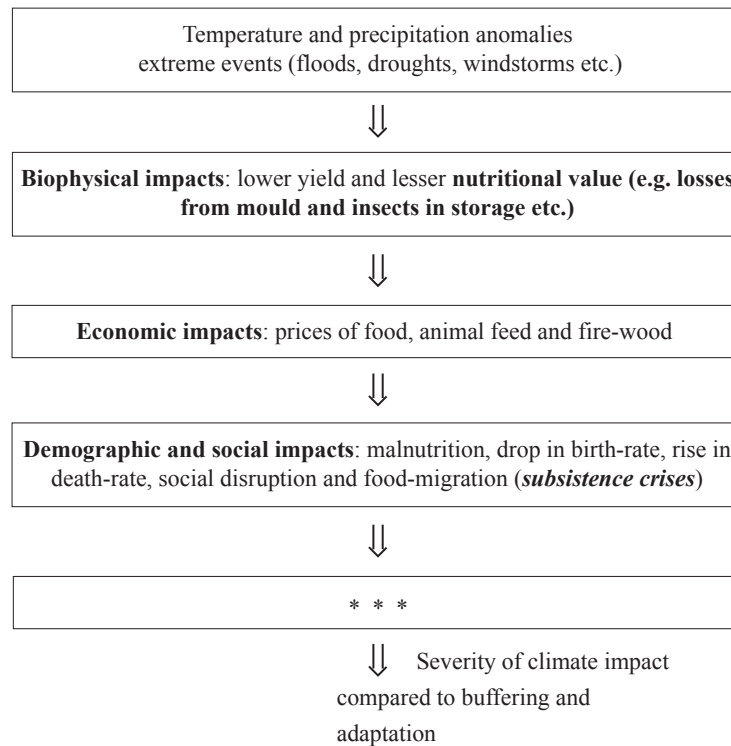 Temperature and precipitation anomalies
extreme events (floods, droughts, windstorms etc.)
Biophysical impacts: lower yield and lesser nutritional value (e.g. losses
from mould and insects in storage etc.)
Economic impacts: prices of food, animal feed and fire-wood
Demographic and social impacts: malnutrition, drop in birth-rate, rise in
death-rate, social disruption and food-migration (subsistence crises)
* * *
Severity of climate impact
compared to buffering and
adaptation